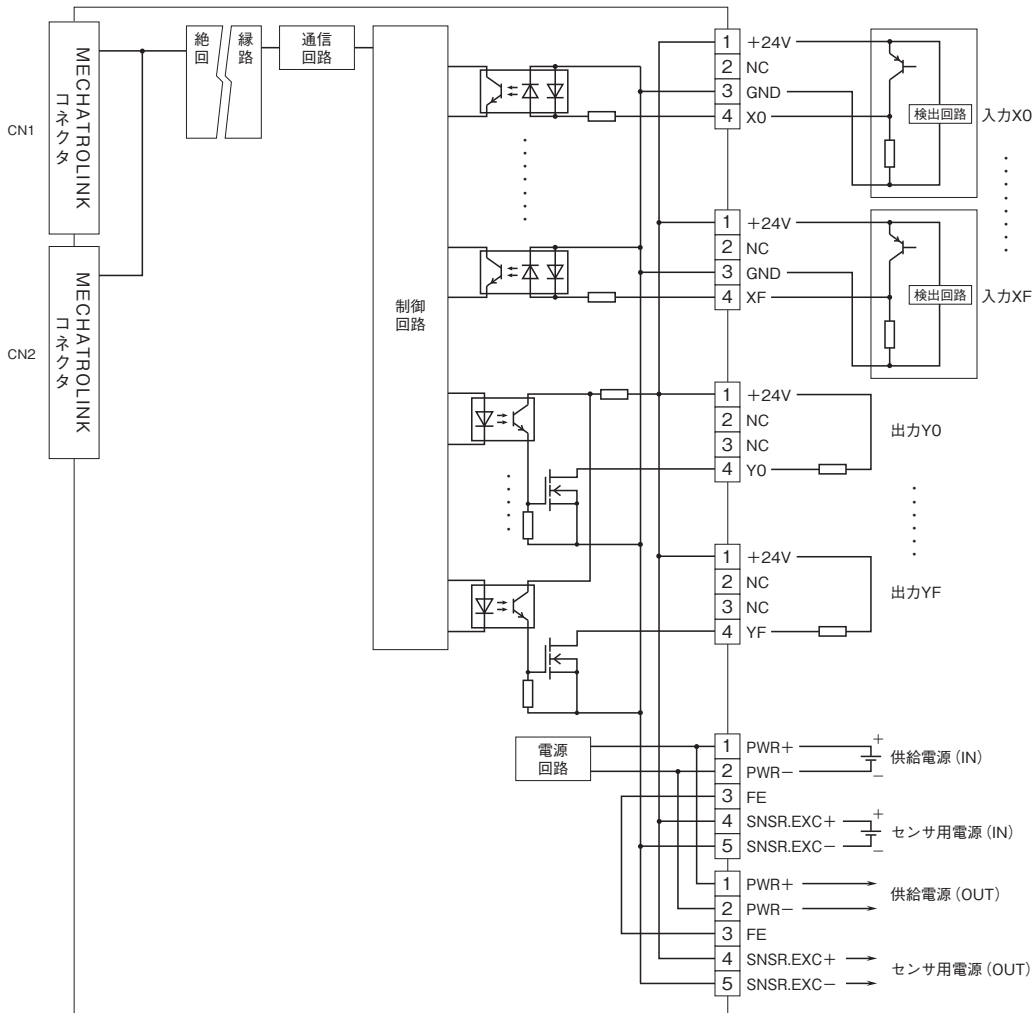 CN1
MECHATROLINK
コネクタ
CN2
MECHATROLINK
コネクタ
絶縁
回路
通信
回路
制御
回路
1 +24V
2 NC
3 GND
4 X0
検出回路
入力X0
1 +24V
2 NC
3 GND
4 XF
検出回路
入力XF
1 +24V
2 NC
3 NC
4 Y0
出力Y0
1 +24V
2 NC
3 NC
4 YF
出力YF
電源
回路
1 PWR+
2 PWR−
3 FE
4 SNSR.EXC+
5 SNSR.EXC−
+
−
供給電源(IN)
+
−
センサ用電源(IN)
1 PWR+
2 PWR−
3 FE
4 SNSR.EXC+
5 SNSR.EXC−
供給電源(OUT)
センサ用電源(OUT)